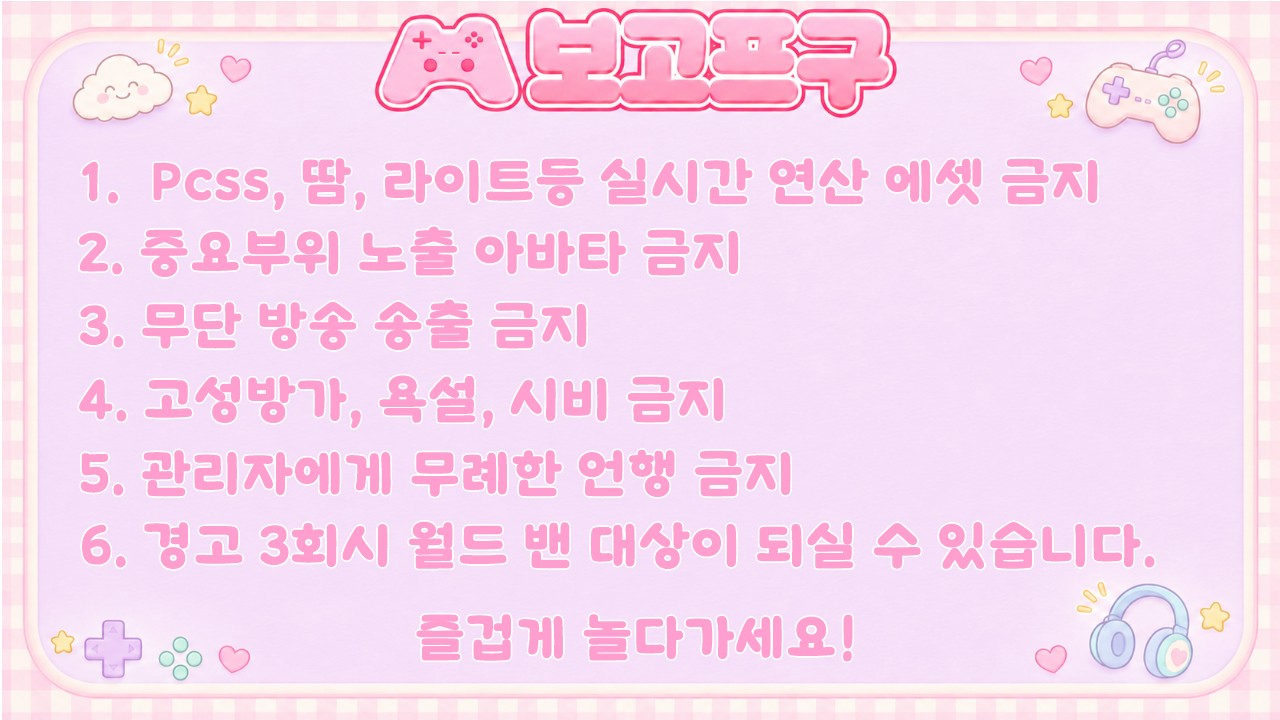 보고프구
1. Pcss, 땀, 라이트등 실시간 연산 에셋 금지
2. 중요부위 노출 아바타 금지
3. 무단 방송 송출 금지
4. 고성방가, 욕설, 시비 금지
5. 관리자에게 무례한 언행 금지
6. 경고 3회시 월드 밴 대상이 되실 수 있습니다.
즐겁게 놀다가세요!